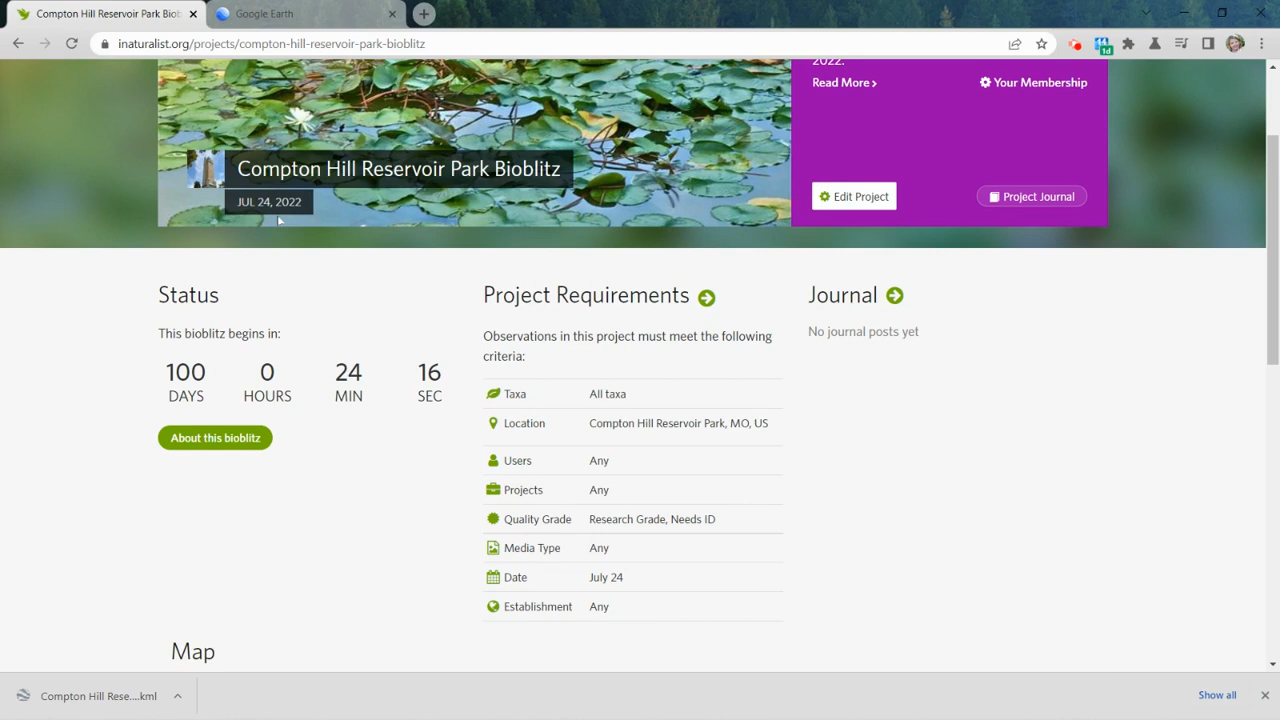 Compton Hill Reservoir Park Biob
Google Earth
inaturalist.org/projects/compton-hill-reservoir-park-bioblitz
1d
2022.
Read More >
Your Membership
Compton Hill Reservoir Park Bioblitz
JUL 24, 2022
Edit Project
Project Journal
Status
This bioblitz begins in:
100 0 24 16
DAYS HOURS MIN SEC
About this bioblitz
Project Requirements
Observations in this project must meet the following
criteria:
Taxa All taxa
Location Compton Hill Reservoir Park, MO, US
Users Any
Projects Any
Quality Grade Research Grade, Needs ID
Media Type Any
Date July 24
Establishment Any
Journal
No journal posts yet
Map
Compton Hill Rese....kml
Show all